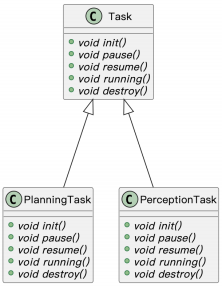 C Task
void init()
void pause()
void resume()
void running()
void destroy()
C PlanningTask
void init()
void pause()
void resume()
void running()
void destroy()
C PerceptionTask
void init()
void pause()
void resume()
void running()
void destroy()